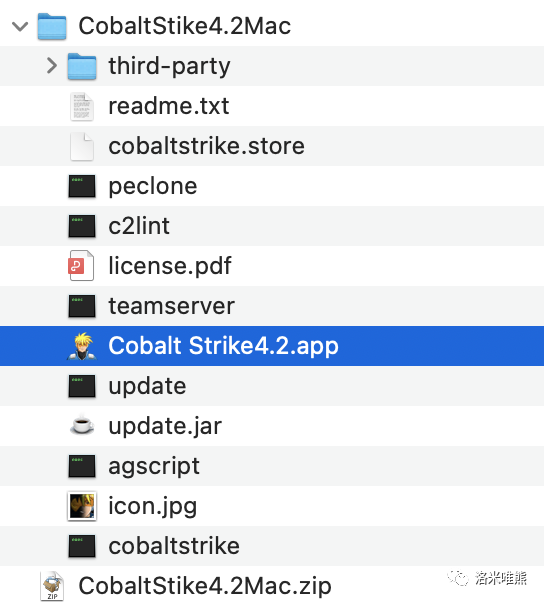 CobaltStike4.2Mac
third-party
readme.txt
cobaltstrike.store
peclone
c2lint
license.pdf
teamserver
Cobalt Strike4.2.app
update
update.jar
agscript
icon.jpg
cobaltstrike
CobaltStike4.2Mac.zip
ZIP
洛米唯熊